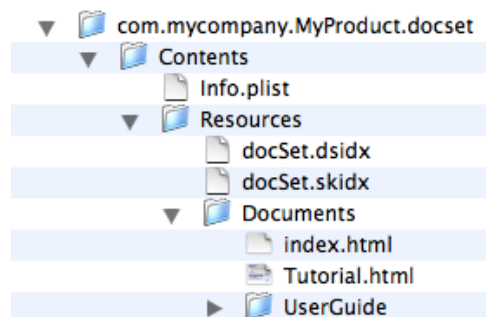 com.mycompany.MyProduct.docset
Contents
Info.plist
Resources
docSet.dsidx
docSet.skidx
Documents
index.html
Tutorial.html
UserGuide